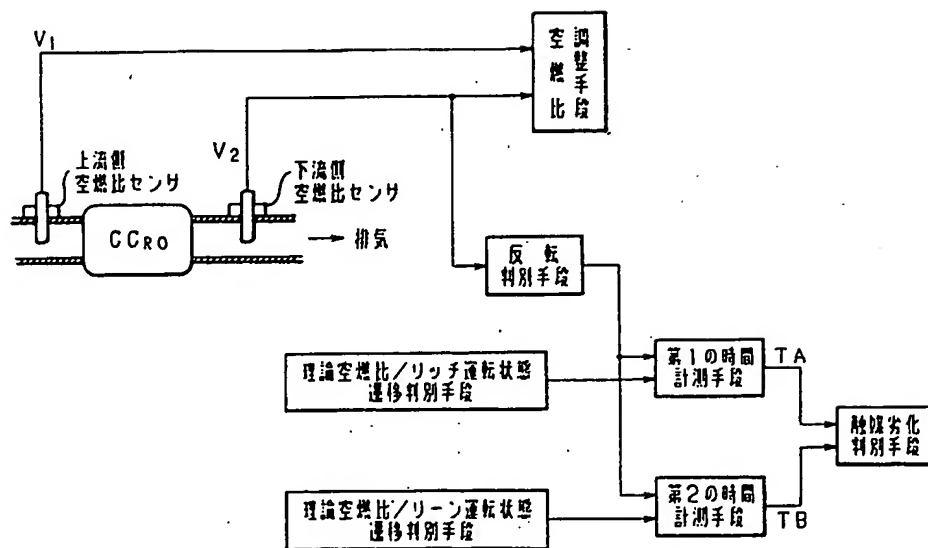 V1
空燃比
調整手段
V2
上流側
空燃比センサ
下流側
空燃比センサ
CCRO
排気
反転
判別手段
理論空燃比/リッチ運転状態
遷移判別手段
第1の時間
計測手段
TA
触媒劣化
判別手段
理論空燃比/リーン運転状態
遷移判別手段
第2の時間
計測手段
TB